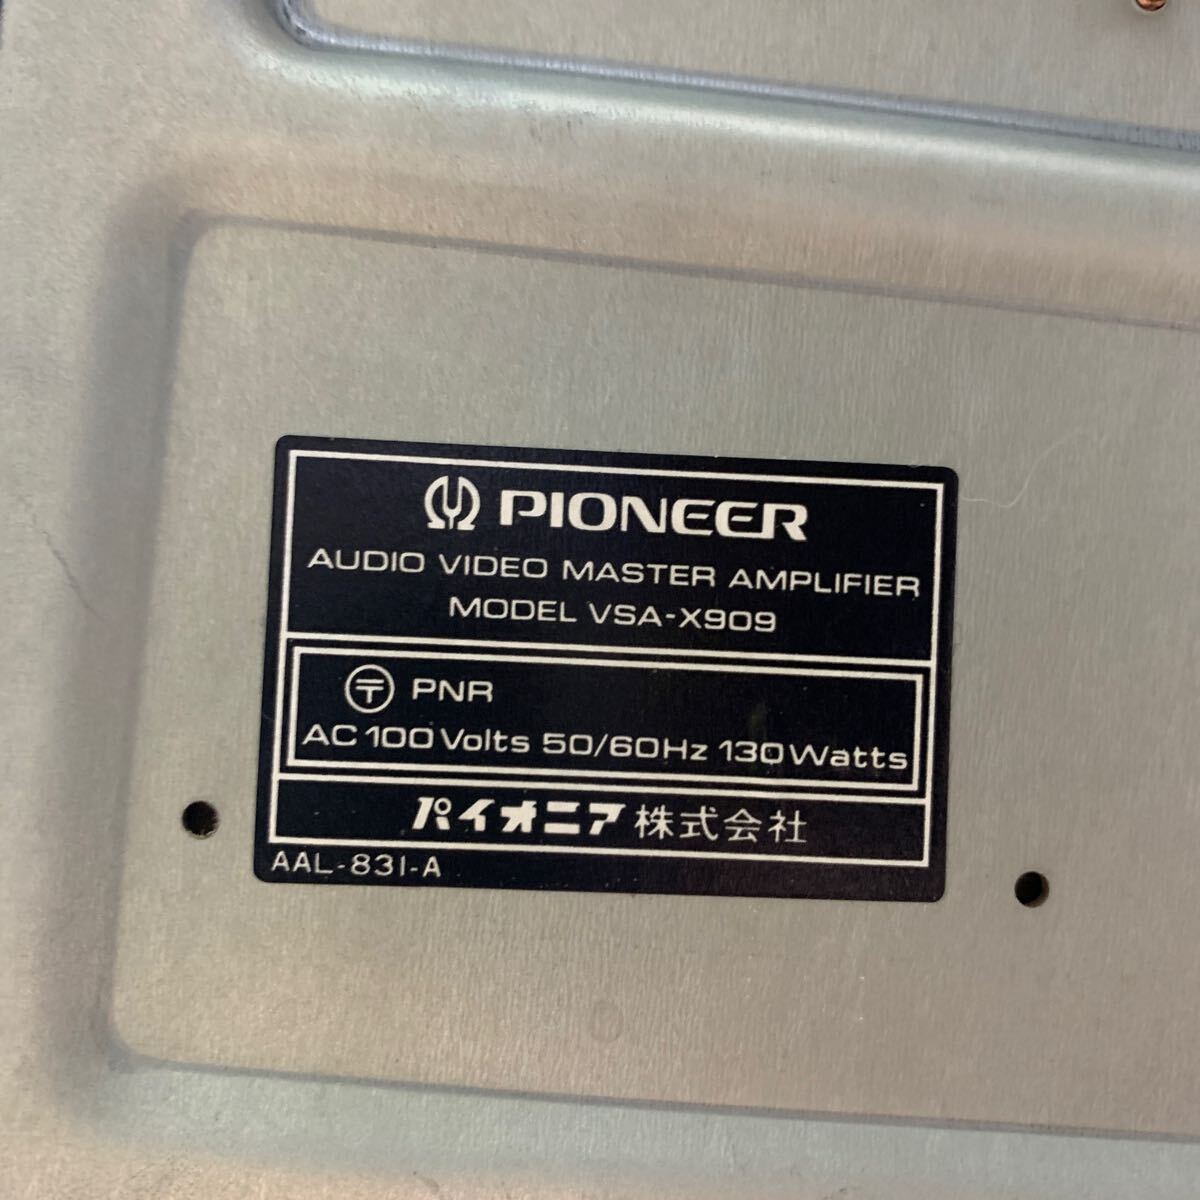 PIONEER
AUDIO VIDEO MASTER AMPLIFIER
MODEL VSA-X909
〒 PNR
AC 100 Volts 50/60Hz 130 Watts
パイオニア株式会社
AAL-831-A